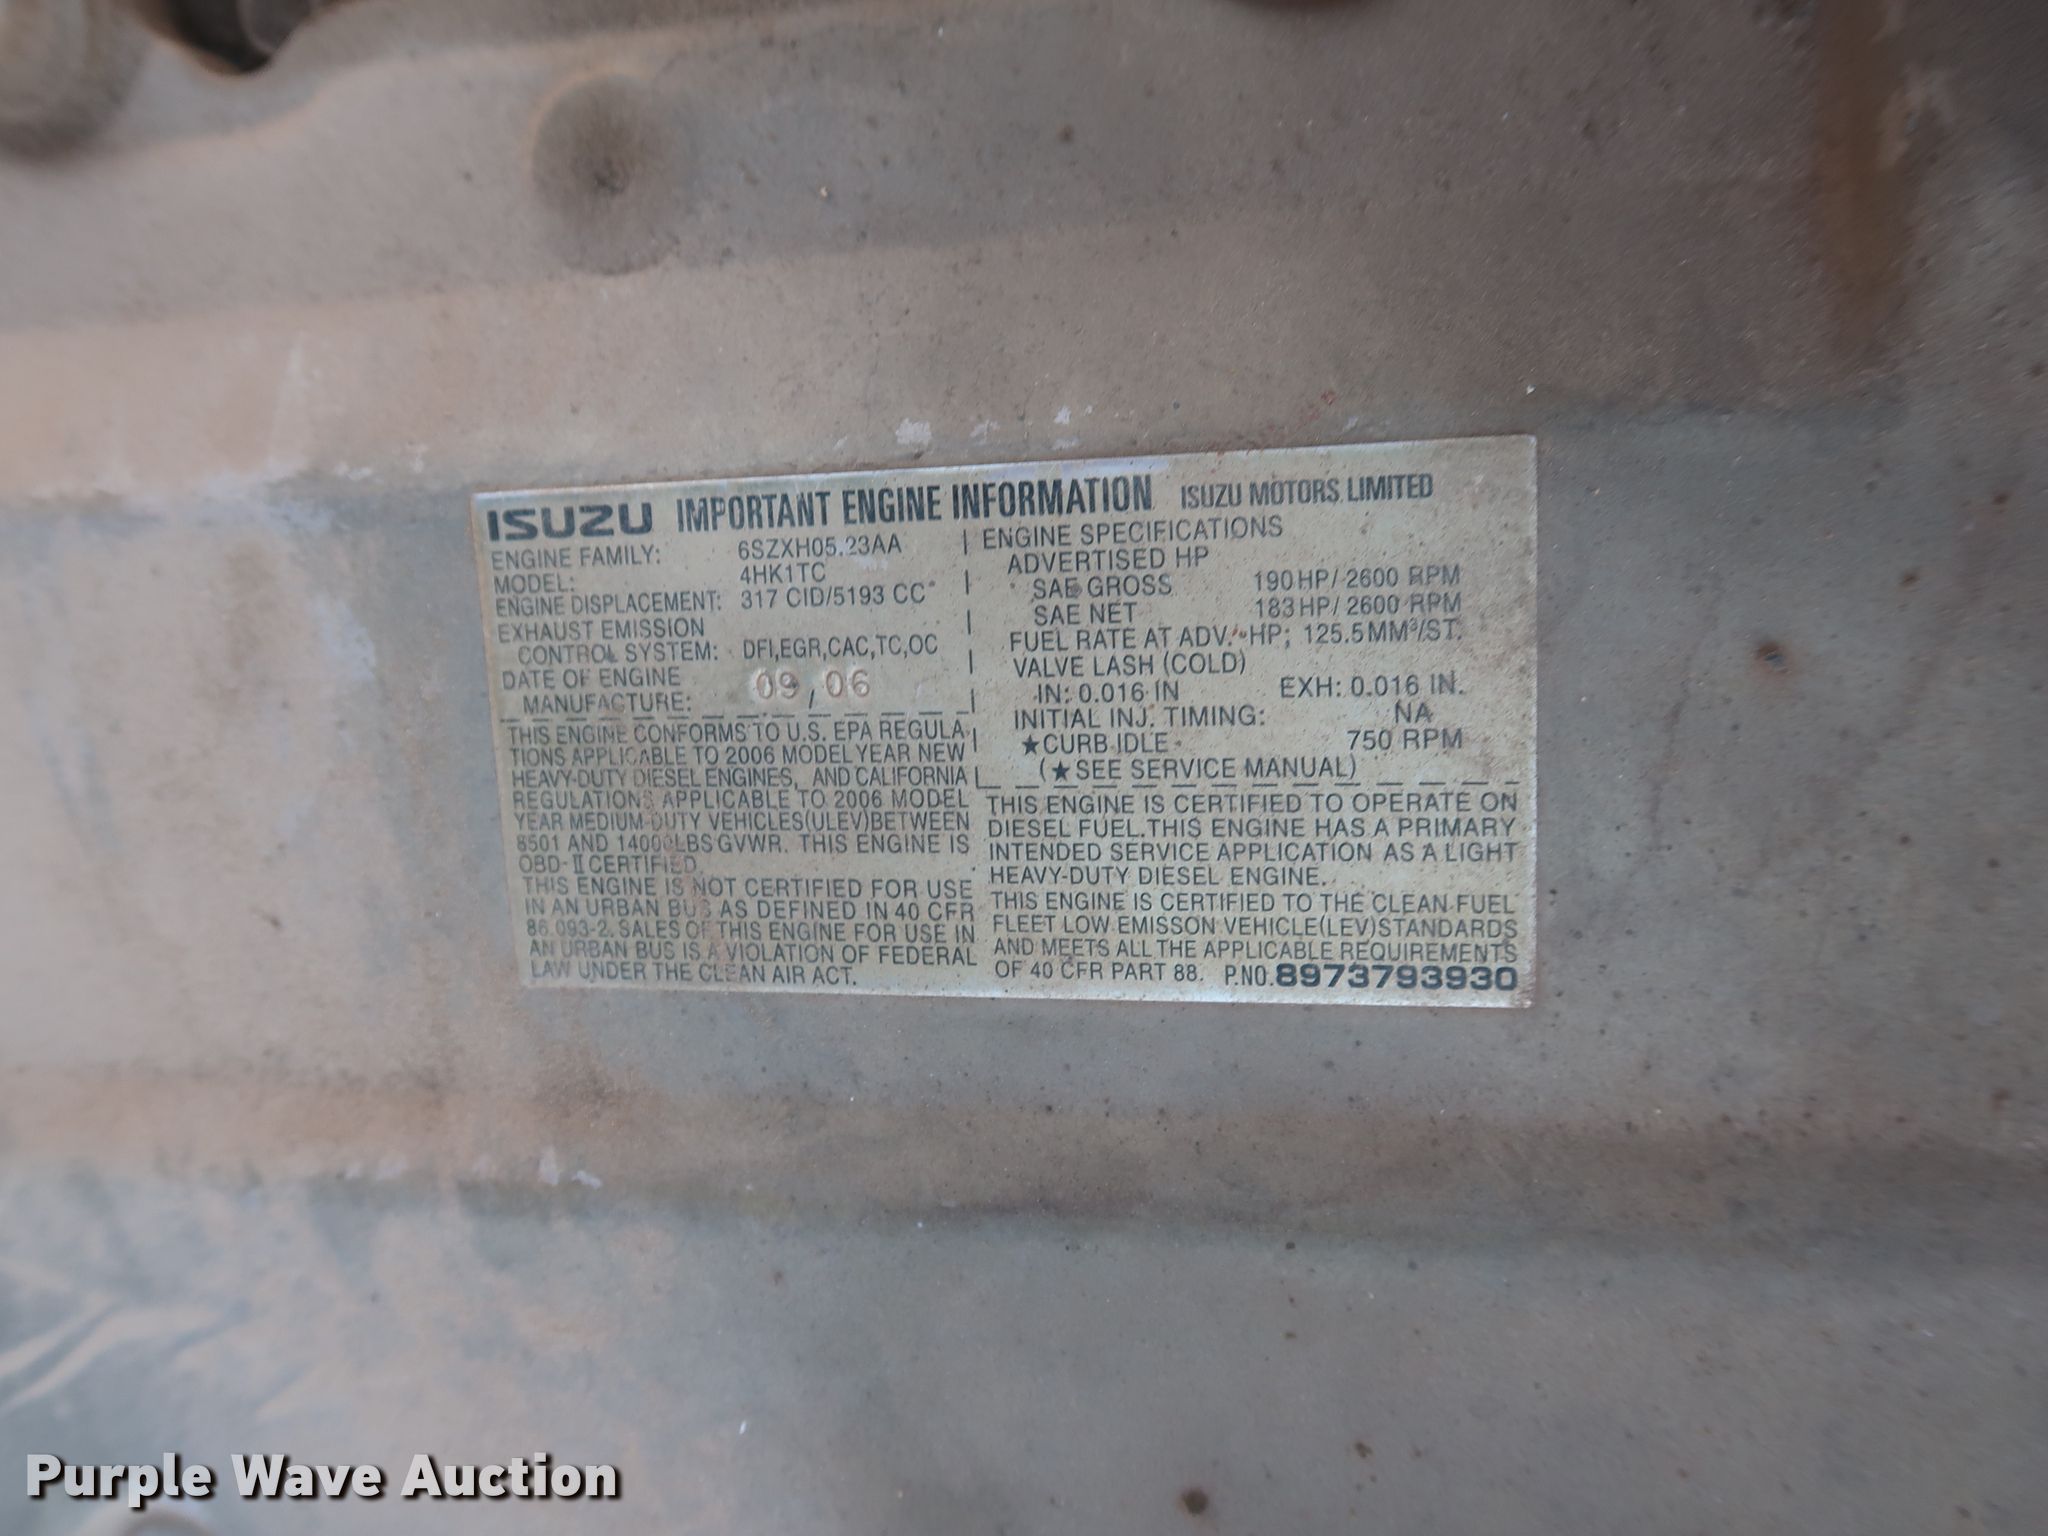 ISUZU IMPORTANT ENGINE INFORMATION ISUZU MOTORS LIMITED
ENGINE FAMILY: 6SZXH05.23AA
MODEL: 4HK1TC
ENGINE DISPLACEMENT: 317 CID/5193 CC
EXHAUST EMISSION
CONTROL SYSTEM: DFI,EGR,CAC,TC,OC
DATE OF ENGINE
MANUFACTURE: 09, 06
THIS ENGINE CONFORMS TO U.S. EPA REGULA-
TIONS APPLICABLE TO 2006 MODEL YEAR NEW
HEAVY-DUTY DIESEL ENGINES, AND CALIFORNIA
REGULATIONS APPLICABLE TO 2006 MODEL
YEAR MEDIUM-DUTY VEHICLES(ULEV)BETWEEN
8501 AND 14000LBS GVWR. THIS ENGINE IS
OBD-II CERTIFIED.
THIS ENGINE IS NOT CERTIFIED FOR USE
IN AN URBAN BUS AS DEFINED IN 40 CFR
86.093-2. SALES OF THIS ENGINE FOR USE IN
AN URBAN BUS IS A VIOLATION OF FEDERAL
LAW UNDER THE CLEAN AIR ACT.
ENGINE SPECIFICATIONS
ADVERTISED HP
SAE GROSS 190HP/2600 RPM
SAE NET 183HP/2600 RPM
FUEL RATE AT ADV. HP; 125.5MM³/ST.
VALVE LASH (COLD)
IN: 0.016 IN EXH: 0.016 IN.
INITIAL INJ. TIMING: NA
★CURB IDLE 750 RPM
(★SEE SERVICE MANUAL)
THIS ENGINE IS CERTIFIED TO OPERATE ON
DIESEL FUEL.THIS ENGINE HAS A PRIMARY
INTENDED SERVICE APPLICATION AS A LIGHT
HEAVY-DUTY DIESEL ENGINE.
THIS ENGINE IS CERTIFIED TO THE CLEAN FUEL
FLEET LOW EMISSON VEHICLE(LEV)STANDARDS
AND MEETS ALL THE APPLICABLE REQUIREMENTS
OF 40 CFR PART 88. P.NO.8973793930
Purple Wave Auction